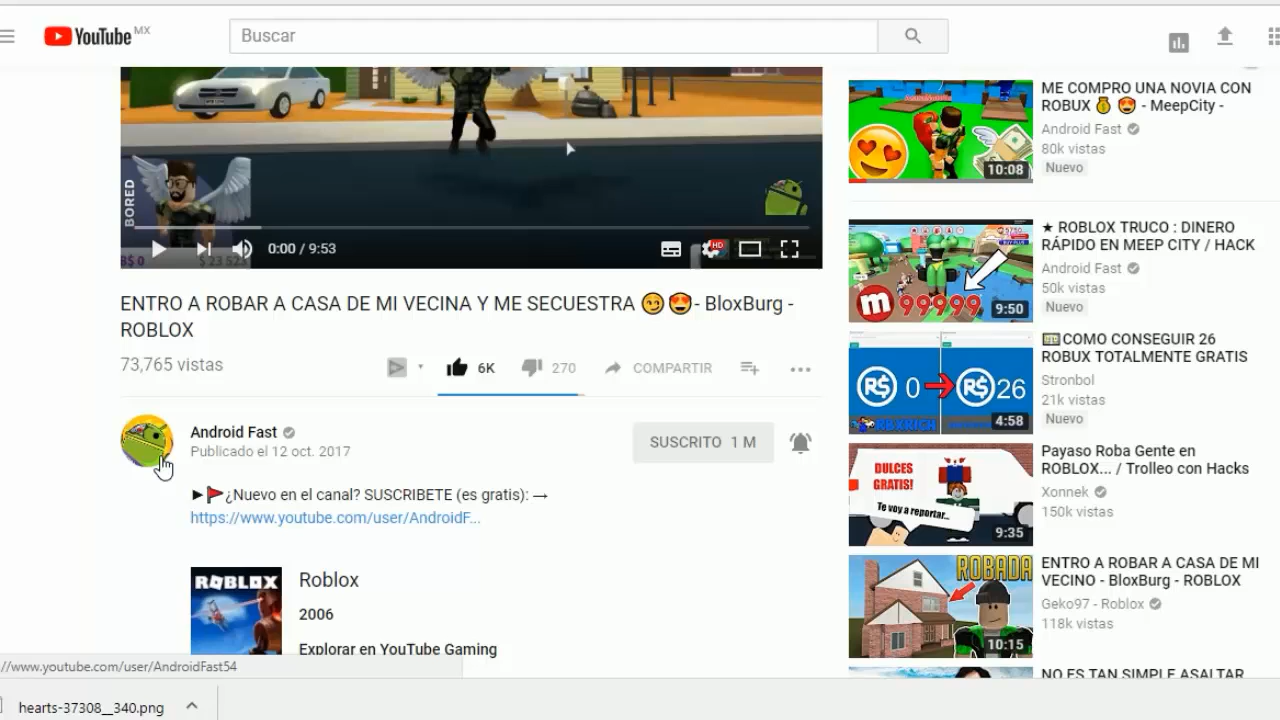 YouTube MX
Buscar
BORED
B$ 0
$ 23 523
0:00 / 9:53
HD
ENTRO A ROBAR A CASA DE MI VECINA Y ME SECUESTRA 😏😍- BloxBurg -
ROBLOX
73,765 vistas
6K
270
COMPARTIR
Android Fast
Publicado el 12 oct. 2017
SUSCRITO 1 M
►🚩¿Nuevo en el canal? SUSCRIBETE (es gratis): →
https://www.youtube.com/user/AndroidF...
ROBLOX
Roblox
2006
Explorar en YouTube Gaming
//www.youtube.com/user/AndroidFast54
hearts-37308__340.png
10:08
ME COMPRO UNA NOVIA CON
ROBUX 💰 😍 - MeepCity -
Android Fast
80k vistas
Nuevo
m 99999
9:50
★ ROBLOX TRUCO : DINERO
RÁPIDO EN MEEP CITY / HACK
Android Fast
50k vistas
Nuevo
R$ 0 R$ 26
RBXRICH
4:58
💵COMO CONSEGUIR 26
ROBUX TOTALMENTE GRATIS
Stronbol
21k vistas
Nuevo
DULCES
GRATIS!
Te voy a reportar...
9:35
Payaso Roba Gente en
ROBLOX... / Trolleo con Hacks
Xonnek
150k vistas
ROBADA
10:15
ENTRO A ROBAR A CASA DE MI
VECINO - BloxBurg - ROBLOX
Geko97 - Roblox
118k vistas
NO ES TAN SIMPLE ASALTAR